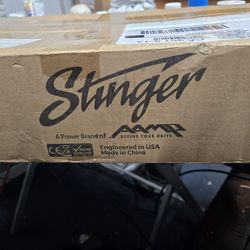 Stinger
A Power Brand of AAMP
DEFINE YOUR DRIVE
Engineered in USA
Made in China